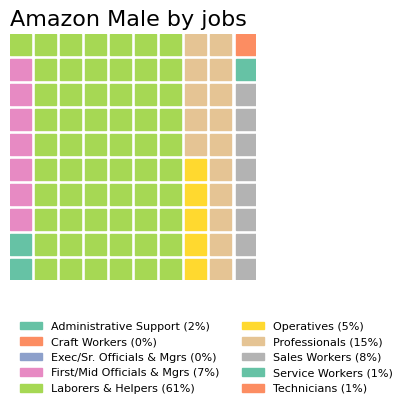 Amazon Male by jobs
Administrative Support (2%)
Craft Workers (0%)
Exec/Sr. Officials & Mgrs (0%)
First/Mid Officials & Mgrs (7%)
Laborers & Helpers (61%)
Operatives (5%)
Professionals (15%)
Sales Workers (8%)
Service Workers (1%)
Technicians (1%)